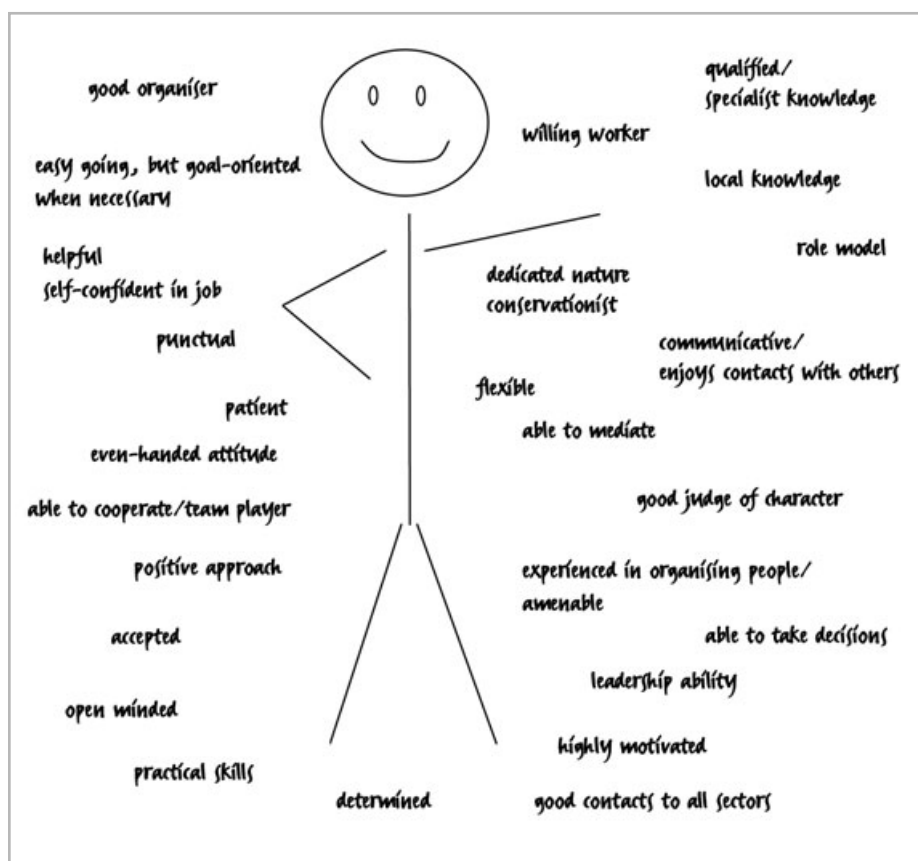 good organiser
easy going, but goal-oriented
when necessary
helpful
self-confident in job
punctual
patient
even-handed attitude
able to cooperate/team player
positive approach
accepted
open minded
practical skills
determined
willing worker
qualified/
specialist knowledge
local knowledge
role model
dedicated nature
conservationist
communicative/
enjoys contacts with others
flexible
able to mediate
good judge of character
experienced in organising people/
amenable
able to take decisions
leadership ability
highly motivated
good contacts to all sectors